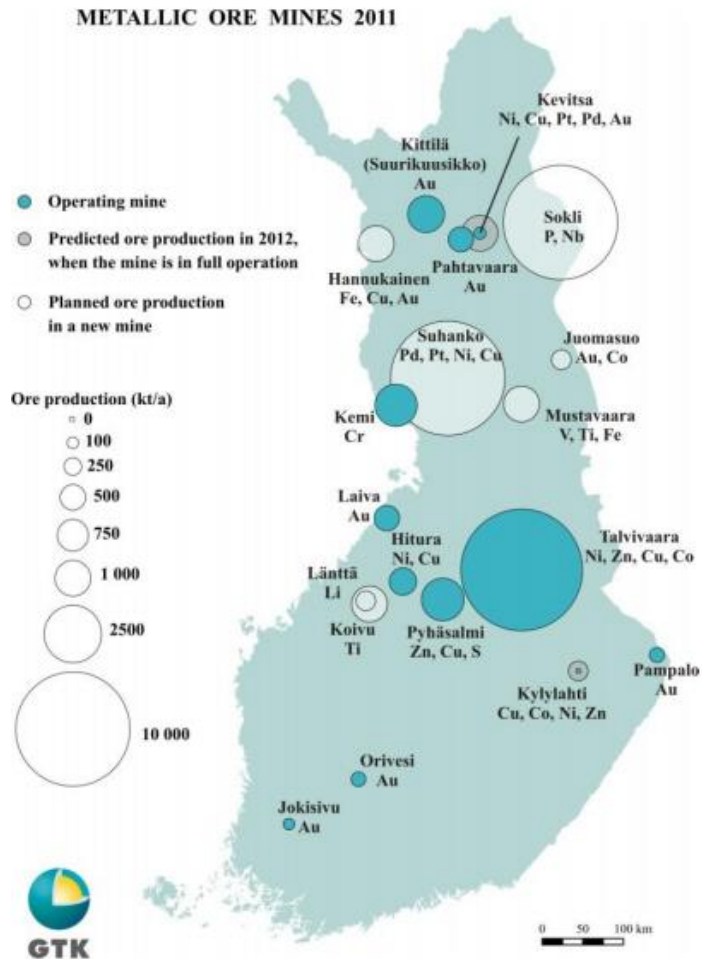 METALLIC ORE MINES 2011
Kevitsa
Ni, Cu, Pt, Pd, Au
Kittilä
(Suurikuusikko)
Au
Operating mine
Predicted ore production in 2012,
when the mine is in full operation
Planned ore production
in a new mine
Sokli
P, Nb
Pahtavaara
Au
Hannukainen
Fe, Cu, Au
Suhanko
Pd, Pt, Ni, Cu
Juomasuo
Au, Co
Kemi
Cr
Mustavaara
V, Ti, Fe
Ore production (kt/a)
0
100
250
500
750
1 000
2500
10 000
Laiva
Au
Hitura
Ni, Cu
Talvivaara
Ni, Zn, Cu, Co
Länttä
Li
Koivu
Ti
Pyhäsalmi
Zn, Cu, S
Pampalo
Au
Kylylahti
Cu, Co, Ni, Zn
Orivesi
Au
Jokisivu
Au
GTK
0 50 100 km